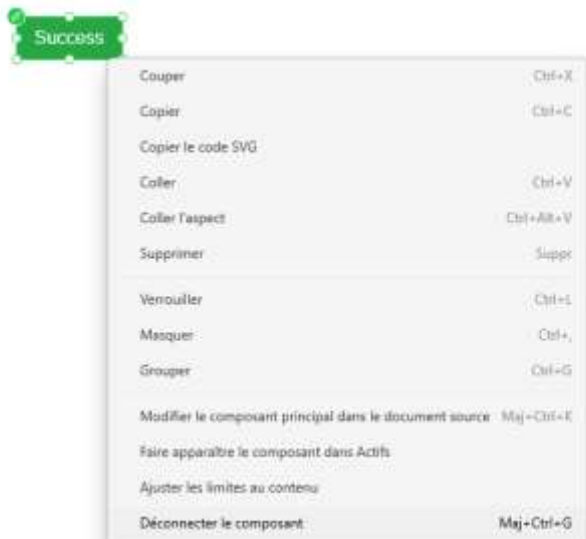 Success
Couper Ctrl+X
Copier Ctrl+C
Copier le code SVG
Coller Ctrl+V
Coller l'aspect Ctrl+Alt+V
Supprimer Suppr
Verrouiller Ctrl+L
Masquer Ctrl+,
Grouper Ctrl+G
Modifier le composant principal dans le document source Maj+Ctrl+K
Faire apparaître le composant dans Actifs
Ajuster les limites au contenu
Déconnecter le composant Maj+Ctrl+G